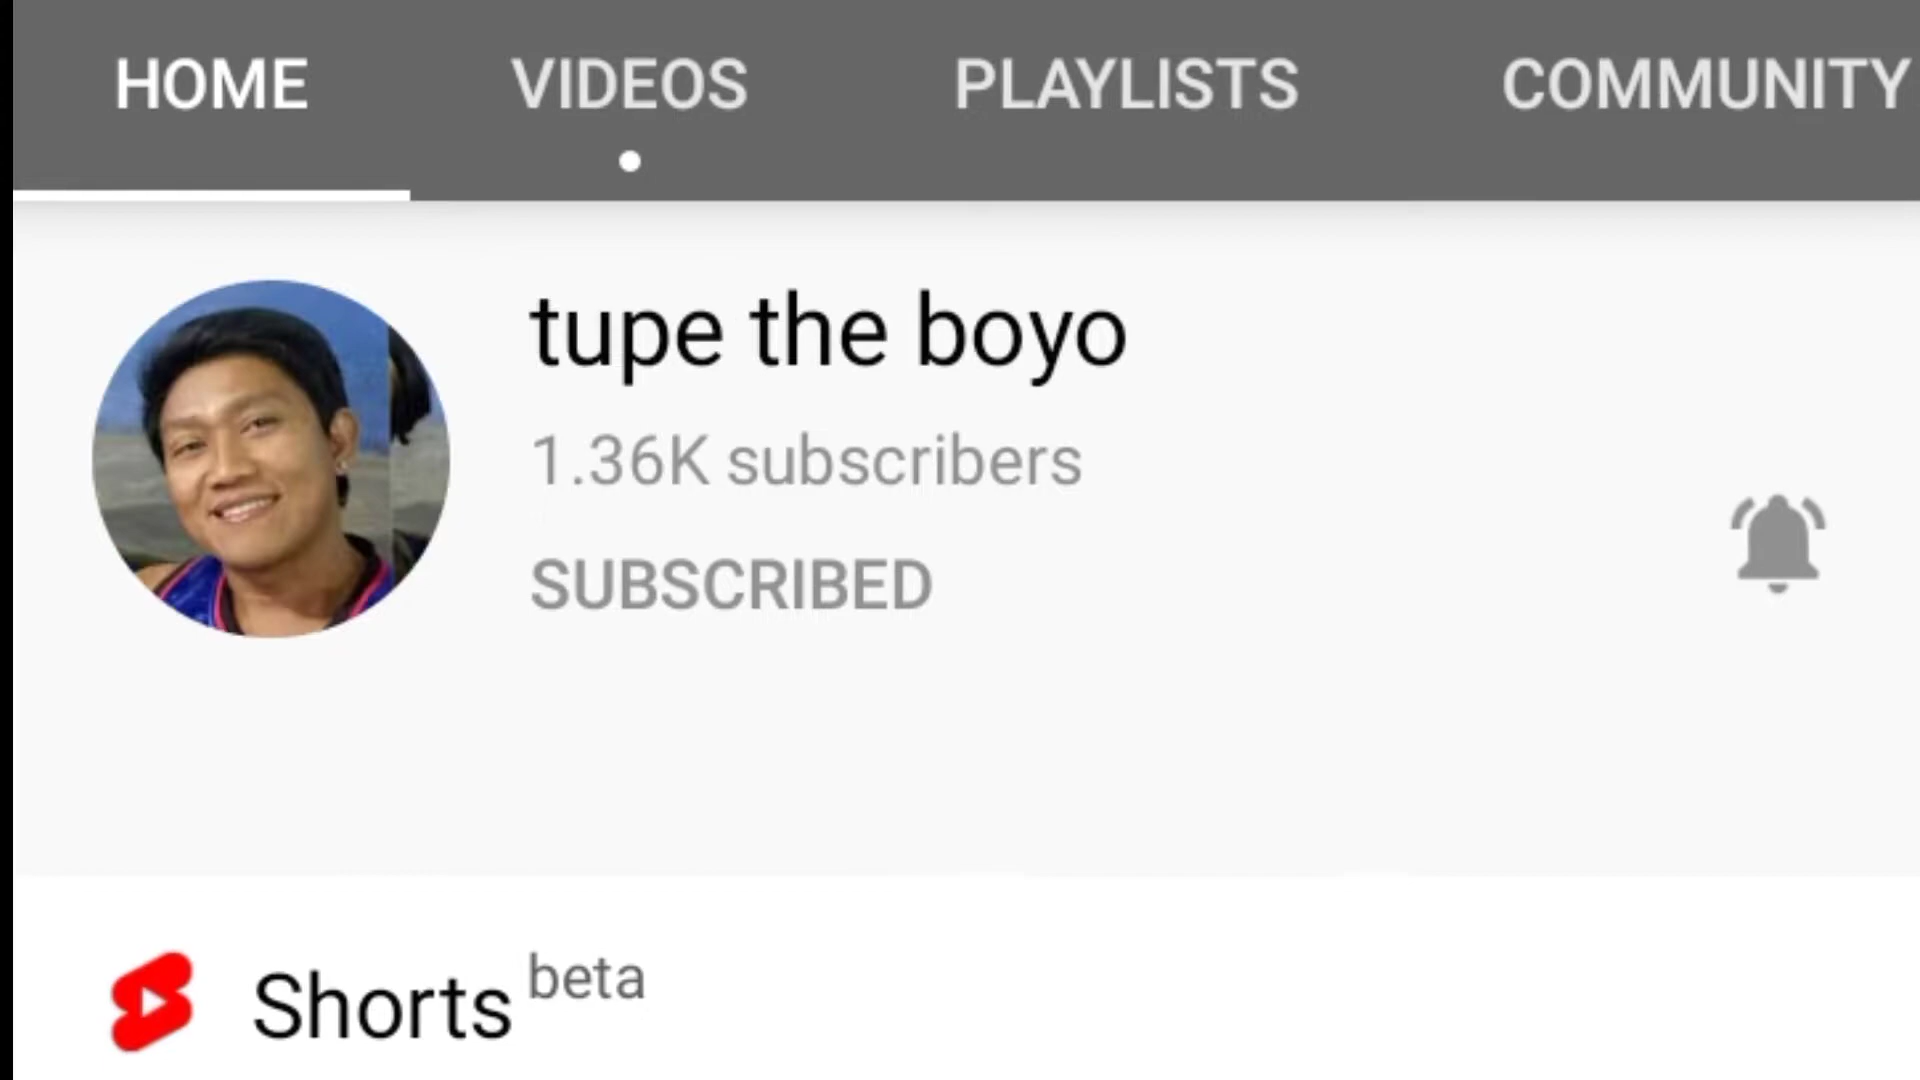 HOME VIDEOS PLAYLISTS COMMUNITY
tupe the boyo
1.36K subscribers
SUBSCRIBED
Shorts beta